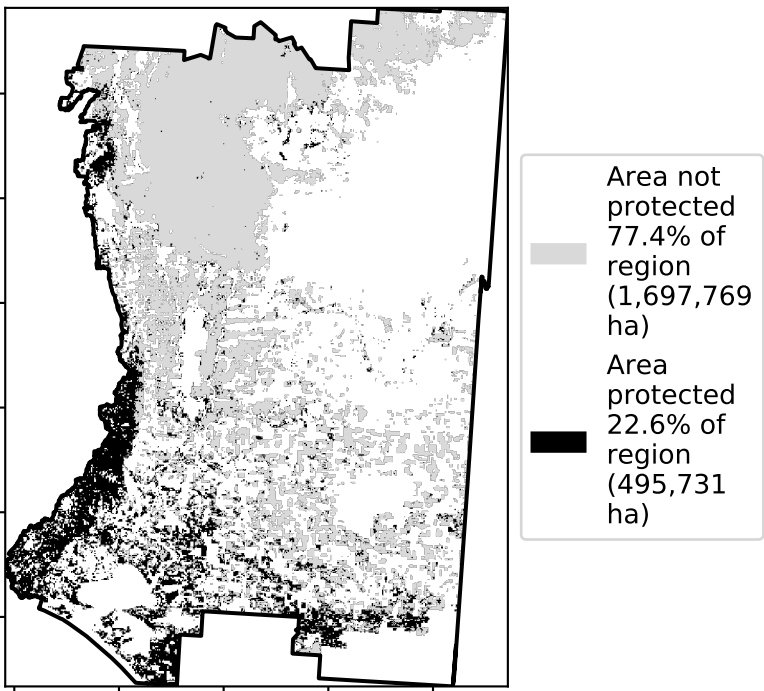 Area not
protected
77.4% of
region
(1,697,769
ha)
Area
protected
22.6% of
region
(495,731
ha)